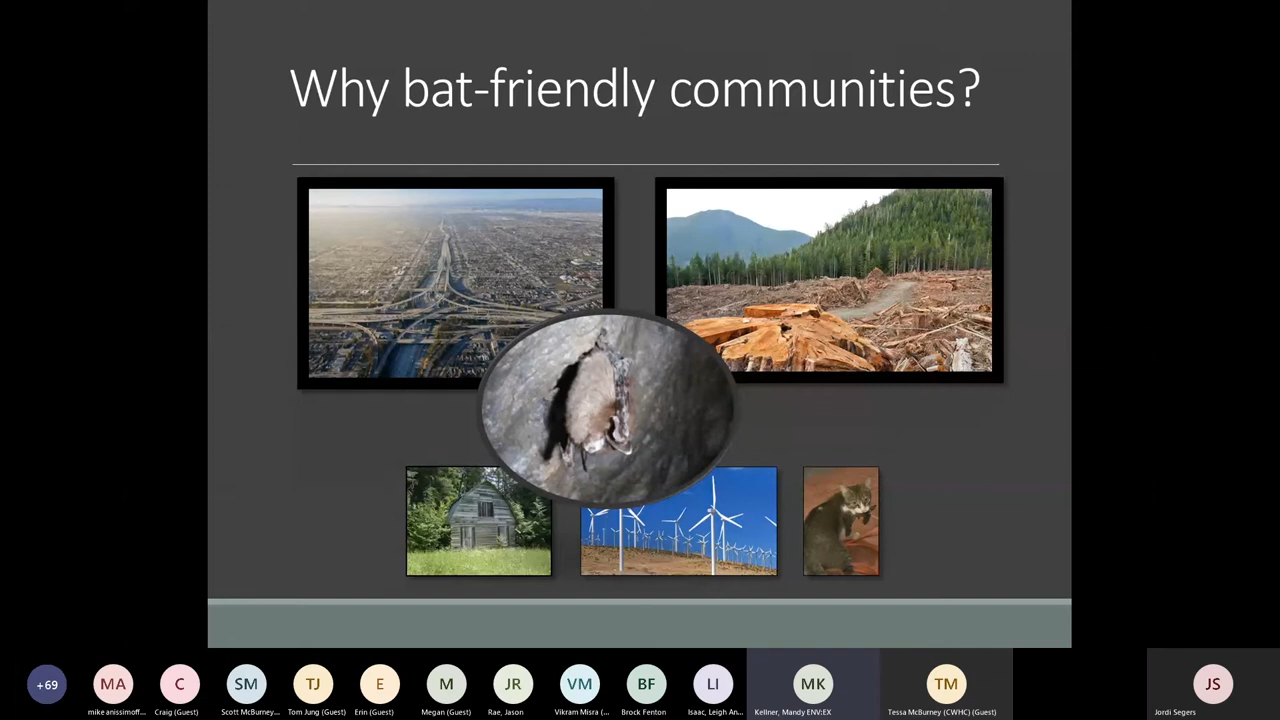 Why bat-friendly communities?
+69
MA
C
SM
TJ
E
M
JR
VM
BF
LI
MK
TM
JS
mike anissimoff...
Craig (Guest)
Scott McBurney...
Tom Jung (Guest)
Erin (Guest)
Megan (Guest)
Rae, Jason
Vikram Misra (...
Brock Fenton
Isaac, Leigh An...
Kellner, Mandy ENV:EX
Tessa McBurney (CWHC) (Guest)
Jordi Segers